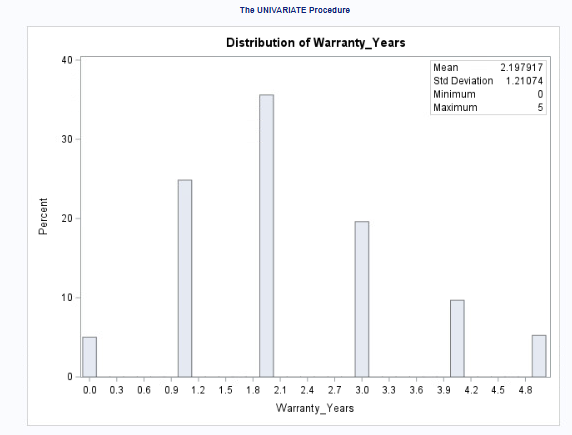 The UNIVARIATE Procedure
Distribution of Warranty_Years
Mean 2.197917
Std Deviation 1.21074
Minimum 0
Maximum 5
40
30
20
10
0
Percent
0.0 0.3 0.6 0.9 1.2 1.5 1.8 2.1 2.4 2.7 3.0 3.3 3.6 3.9 4.2 4.5 4.8
Warranty_Years